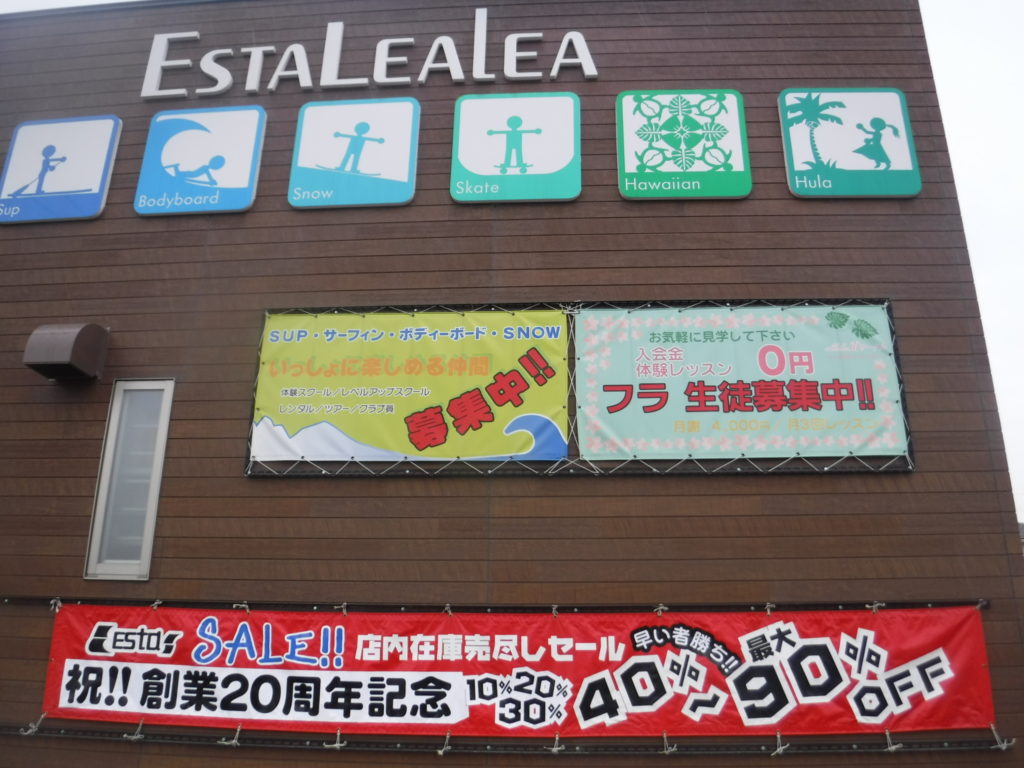 ESTALEALEA
Sup
Bodyboard
Snow
Skate
Hawaiian
Hula
SUP・サーフィン・ボディーボード・SNOW
いっしょに楽しめる仲間
体験スクール/レベルアップスクール
レンタル/ツアー/クラブ員
募集中!!
お気軽に見学して下さい
入会金
体験レッスン 0円
フラ 生徒募集中!!
月謝 4,000円/月3回レッスン
esta
SALE!! 店内在庫売尽しセール
早い者勝ち!!
祝!! 創業20周年記念
10% 20%
30%
40%~最大90%OFF